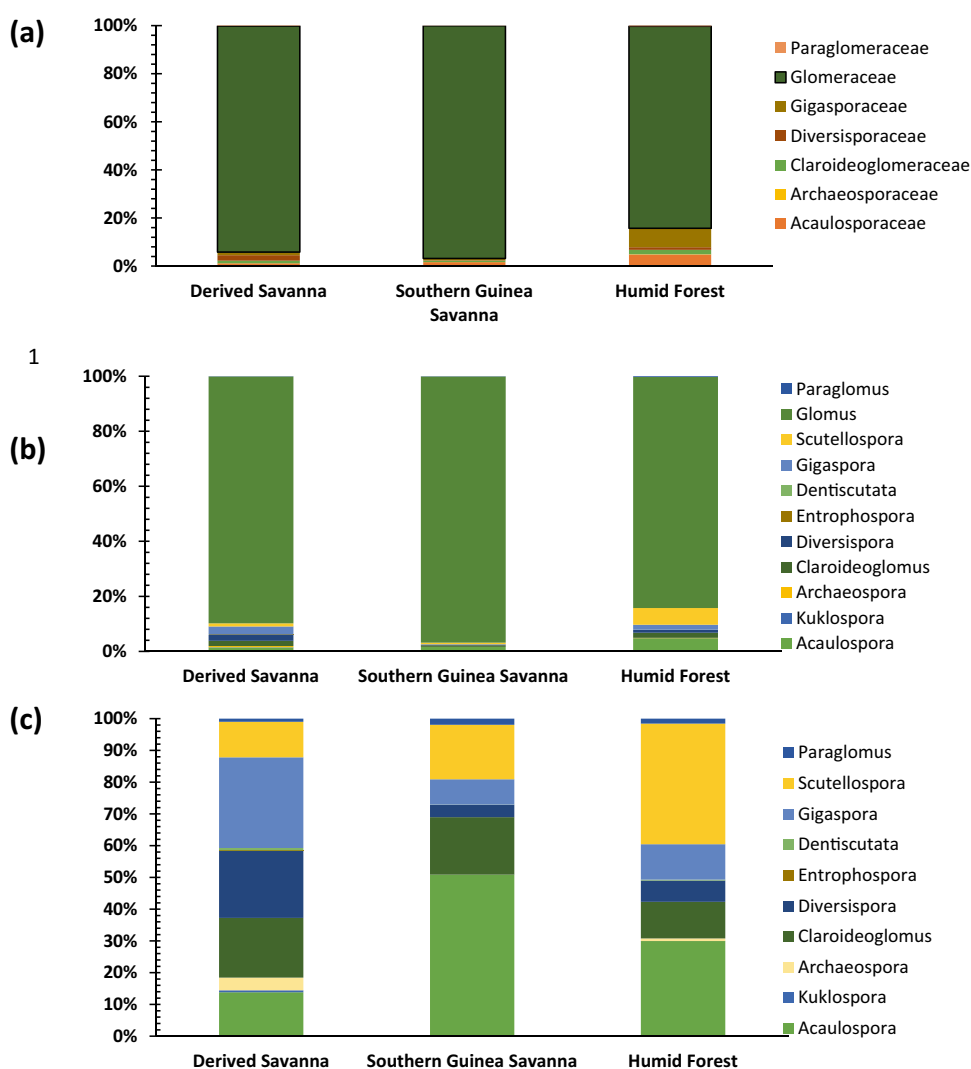 (a)
100%
80%
60%
40%
20%
0%
Derived Savanna
Southern Guinea
Savanna
Humid Forest
Paraglomeraceae
Glomeraceae
Gigasporaceae
Diversisporaceae
Claroideoglomeraceae
Archaeosporaceae
Acaulosporaceae
1
(b)
100%
80%
60%
40%
20%
0%
Derived Savanna
Southern Guinea Savanna
Humid Forest
Paraglomus
Glomus
Scutellospora
Gigaspora
Dentiscutata
Entrophospora
Diversispora
Claroideoglomus
Archaeospora
Kuklospora
Acaulospora
(c)
100%
90%
80%
70%
60%
50%
40%
30%
20%
10%
0%
Derived Savanna
Southern Guinea Savanna
Humid Forest
Paraglomus
Scutellospora
Gigaspora
Dentiscutata
Entrophospora
Diversispora
Claroideoglomus
Archaeospora
Kuklospora
Acaulospora